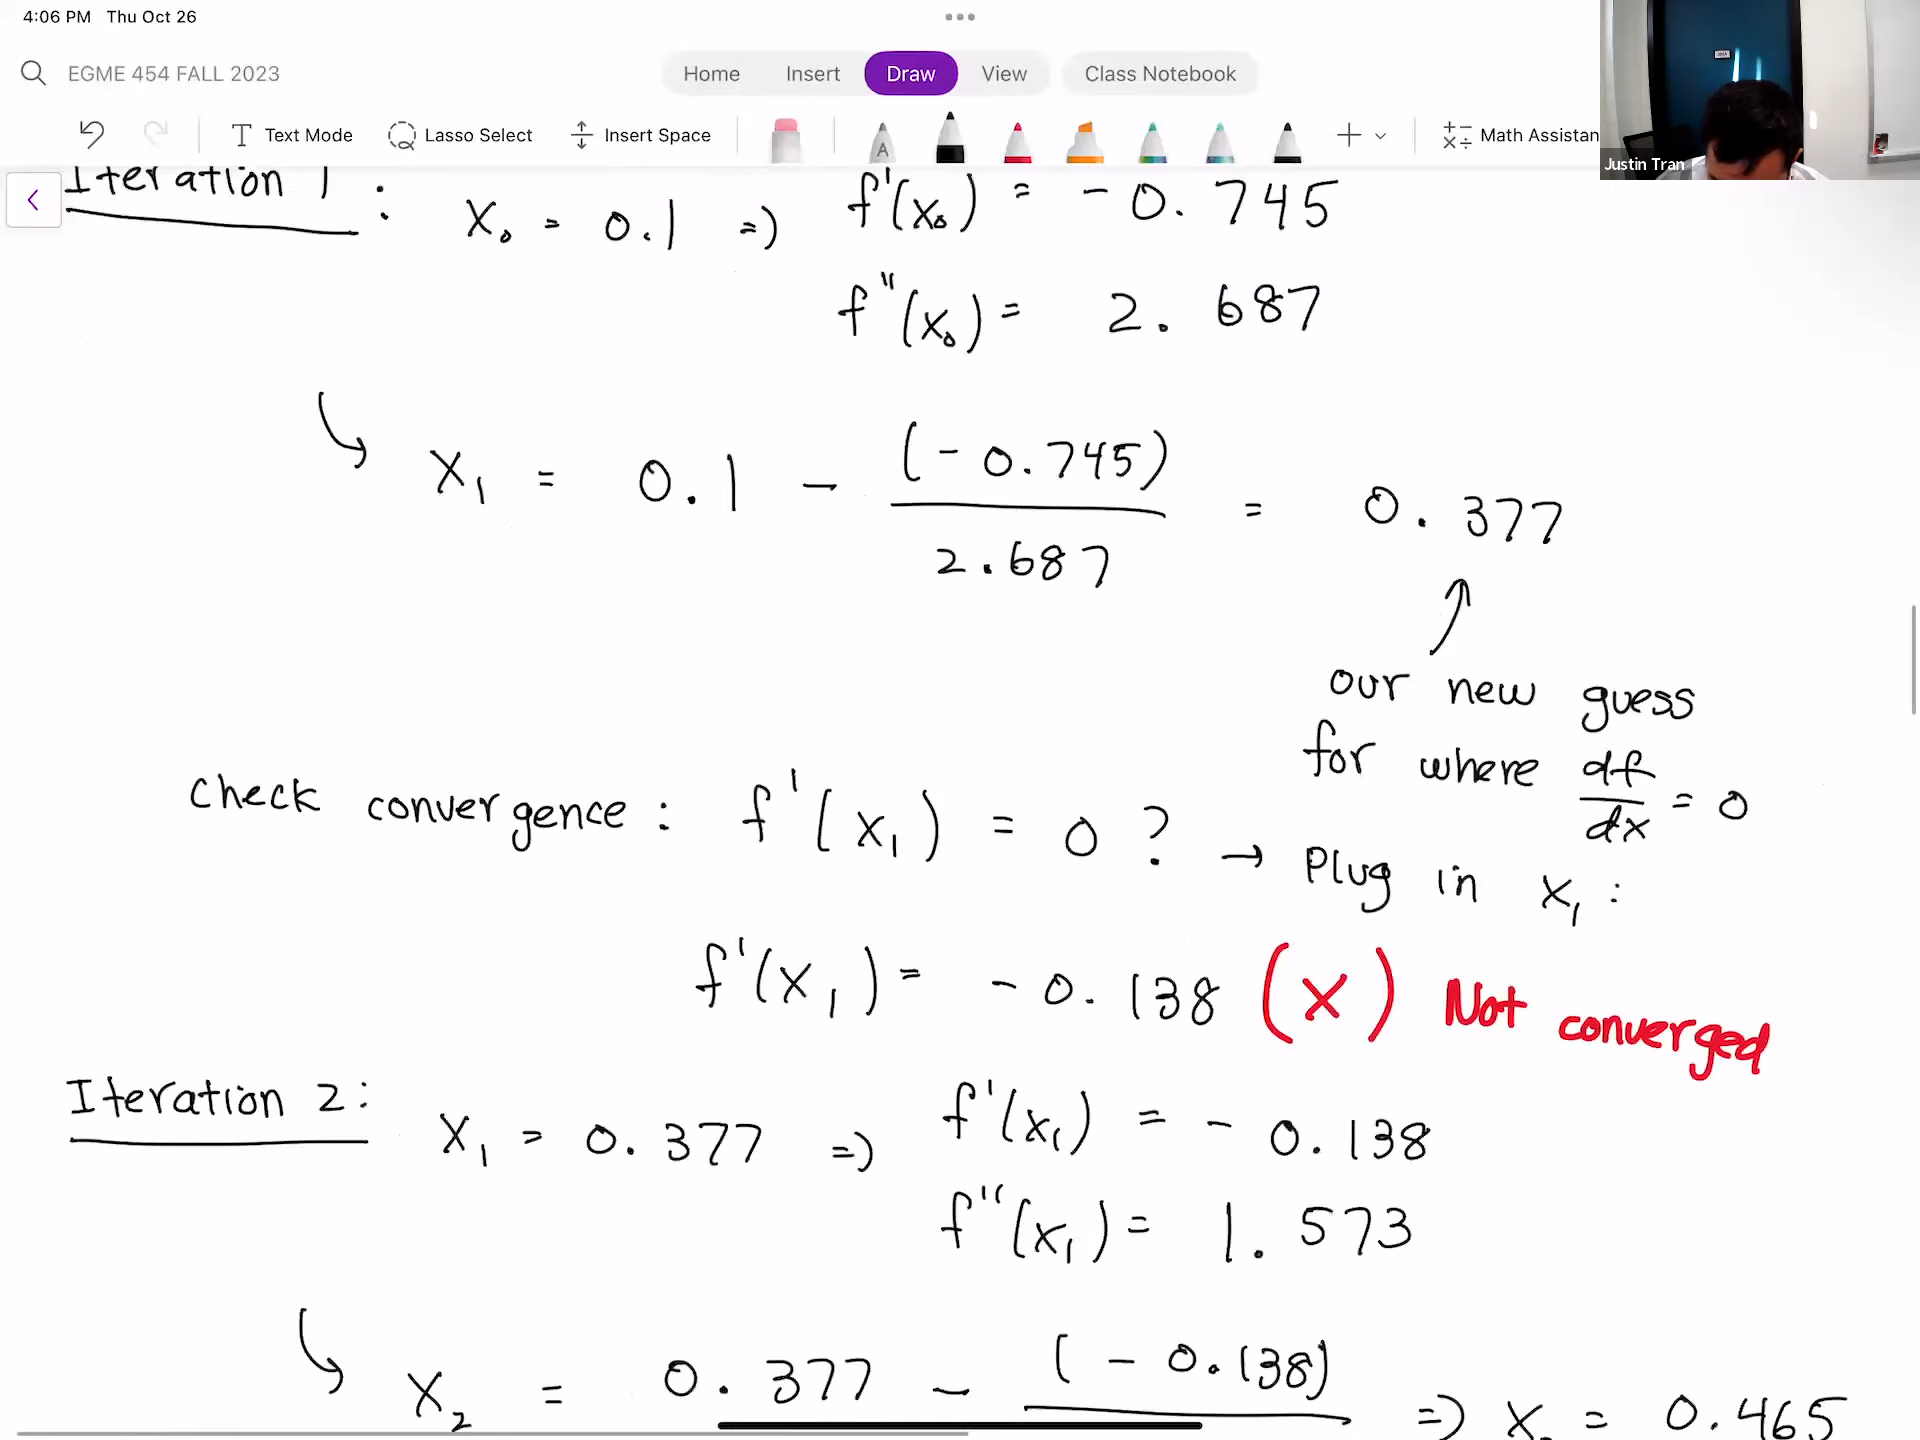 4:06 PM Thu Oct 26
EGME 454 FALL 2023
Home Insert Draw View Class Notebook
Text Mode Lasso Select Insert Space Math Assistan
Justin Tran
Iteration 1 : x₀ = 0.1 => f'(x₀) = -0.745
f"(x₀) = 2.687
x₁ = 0.1 - (-0.745) / 2.687 = 0.377
our new guess
for where df/dx = 0
Check convergence : f'(x₁) = 0 ? → Plug in x₁ :
f'(x₁) = -0.138 (x) Not converged
Iteration 2: x₁ = 0.377 => f'(x₁) = -0.138
f"(x₁) = 1.573
x₂ = 0.377 - (-0.138) => x₂ = 0.465